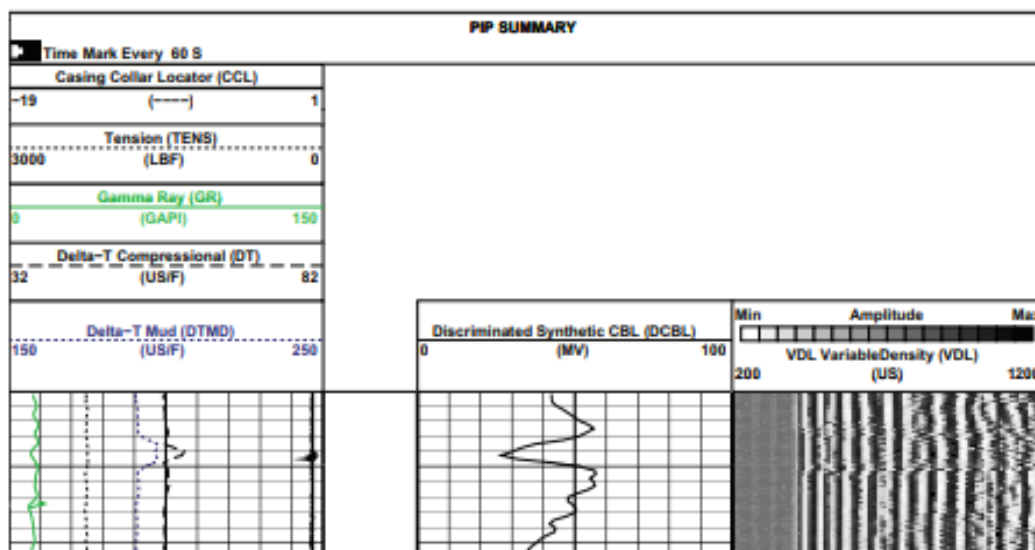 PIP SUMMARY
Time Mark Every 60 S
Casing Collar Locator (CCL)
−19 (−−−−) 1
Tension (TENS)
3000 (LBF) 0
Gamma Ray (GR)
0 (GAPI) 150
Delta−T Compressional (DT)
32 (US/F) 82
Delta−T Mud (DTMD)
150 (US/F) 250
Discriminated Synthetic CBL (DCBL)
0 (MV) 100
Min Amplitude Max
VDL VariableDensity (VDL)
200 (US) 1200